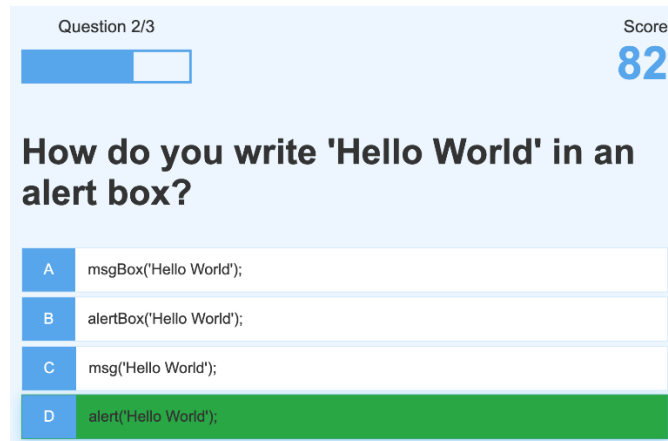 Question 2/3
Score
82
How do you write 'Hello World' in an
alert box?
A msgBox('Hello World');
B alertBox('Hello World');
C msg('Hello World');
D alert('Hello World');